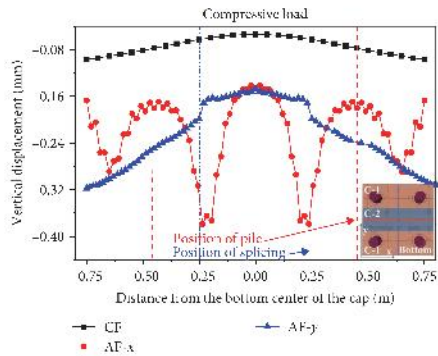 Compressive load
Vertical displacement (mm)
−0.08
0.16
−0.24
0.32
−0.40
Position of pile
Position of splicing
C-1
C-2
C-1
x
Bottom
0.75
0.50
0.25
0.00
0.25
0.50
0.75
Distance from the bottom center of the cap (m)
CF
AF-x
AF-y